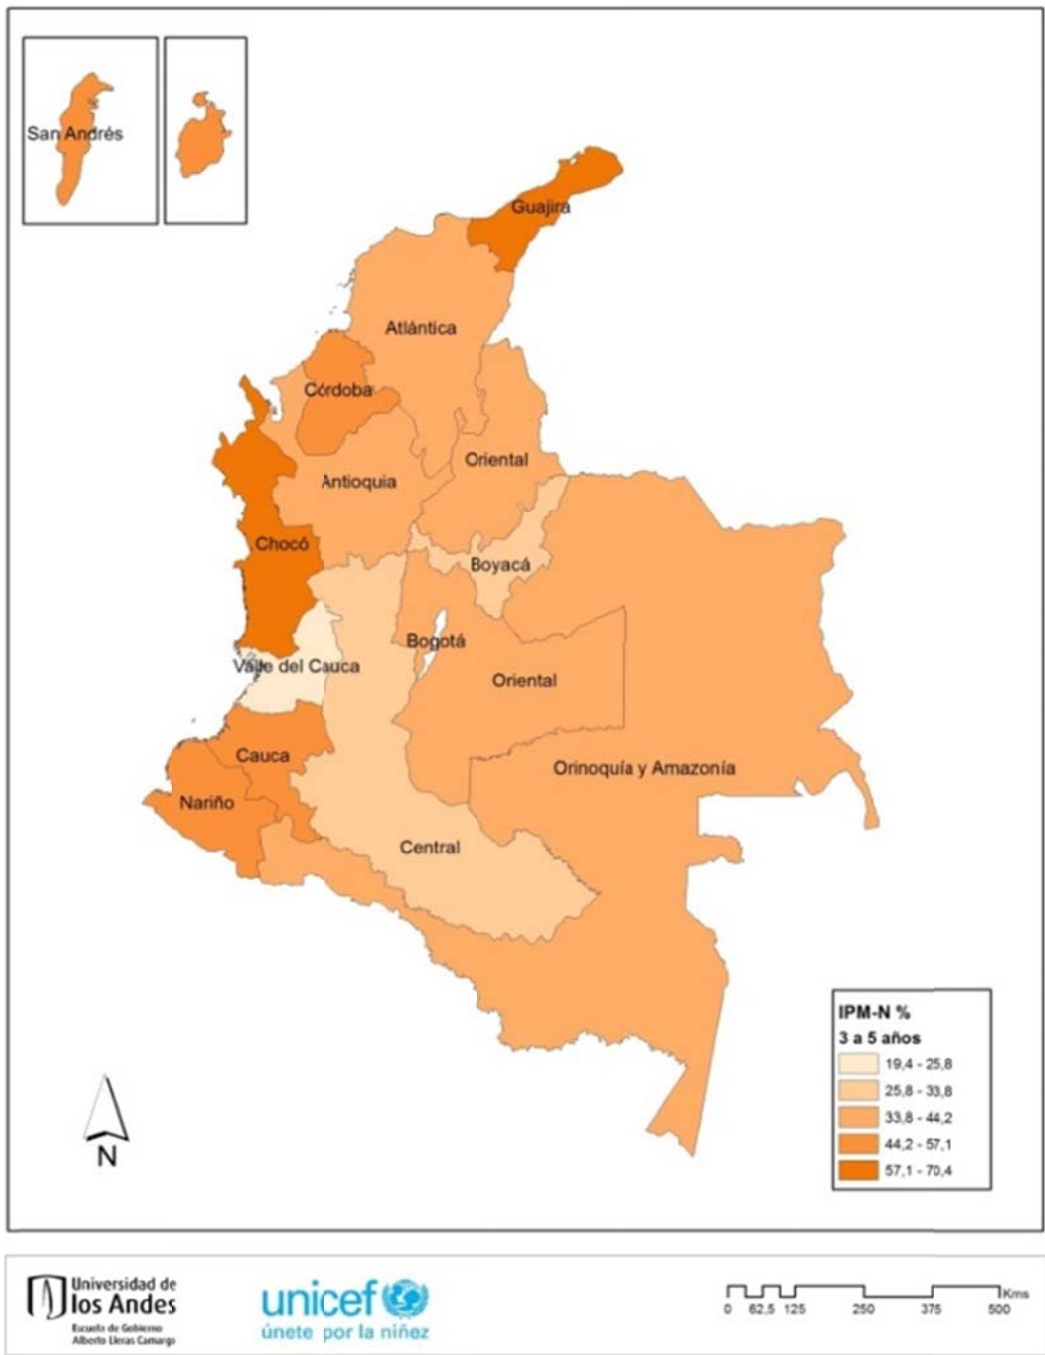 San Andrés
Guajira
Atlántica
Córdoba
Oriental
Antioquia
Chocó
Boyacá
Bogotá
Valle del Cauca
Oriental
Cauca
Orinoquía y Amazonía
Nariño
Central
IPM-N %
3 a 5 años
19,4 - 25,8
25,8 - 33,8
33,8 - 44,2
44,2 - 57,1
57,1 - 70,4
N
Universidad de
los Andes
Escuela de Gobierno
Alberto Lleras Camargo
unicef
únete por la niñez
Kms
0 62,5 125 250 375 500